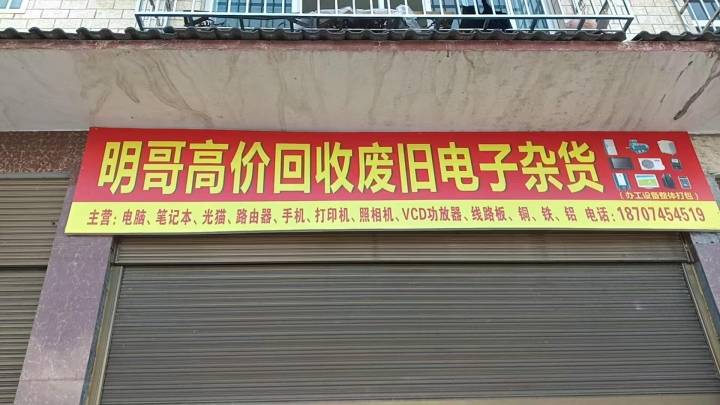 明哥高价回收废旧电子杂货
（办工设备整体打包）
主营：电脑、笔记本、光猫、路由器、手机、打印机、照相机、VCD功放器、线路板、铜、铁、铝 电话：18707454519